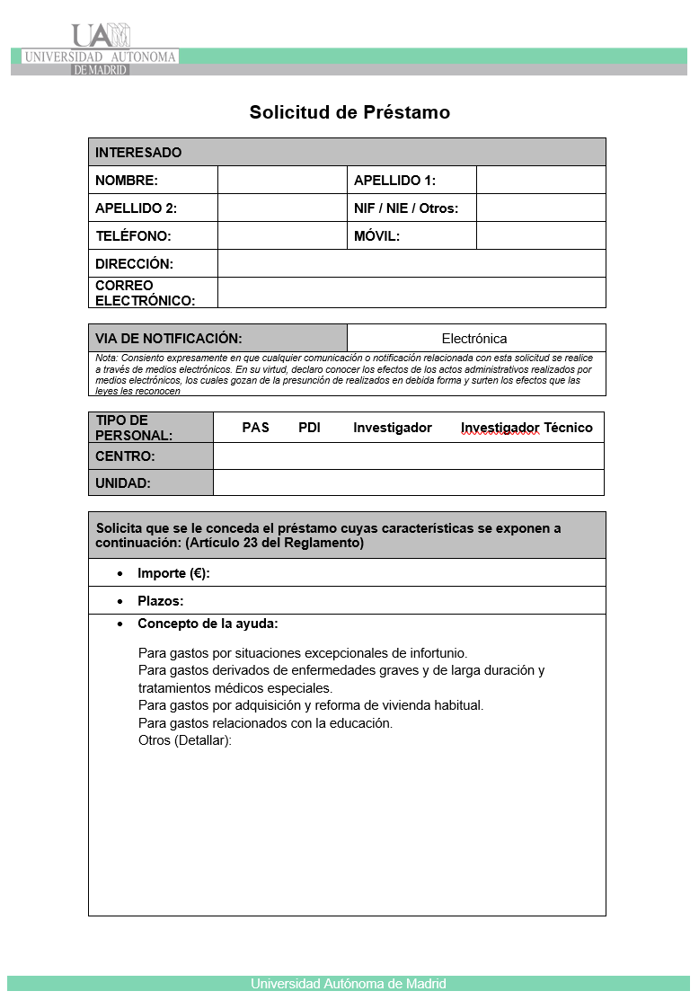 UAM
UNIVERSIDAD AUTONOMA
DE MADRID
Solicitud de Préstamo
INTERESADO
NOMBRE: APELLIDO 1:
APELLIDO 2: NIF / NIE / Otros:
TELÉFONO: MÓVIL:
DIRECCIÓN:
CORREO
ELECTRÓNICO:
VIA DE NOTIFICACIÓN: Electrónica
Nota: Consiento expresamente en que cualquier comunicación o notificación relacionada con esta solicitud se realice
a través de medios electrónicos. En su virtud, declaro conocer los efectos de los actos administrativos realizados por
medios electrónicos, los cuales gozan de la presunción de realizados en debida forma y surten los efectos que las
leyes les reconocen
TIPO DE
PERSONAL: PAS PDI Investigador Investigador Técnico
CENTRO:
UNIDAD:
Solicita que se le conceda el préstamo cuyas características se exponen a
continuación: (Artículo 23 del Reglamento)
• Importe (€):
• Plazos:
• Concepto de la ayuda:
Para gastos por situaciones excepcionales de infortunio.
Para gastos derivados de enfermedades graves y de larga duración y
tratamientos médicos especiales.
Para gastos por adquisición y reforma de vivienda habitual.
Para gastos relacionados con la educación.
Otros (Detallar):
Universidad Autónoma de Madrid